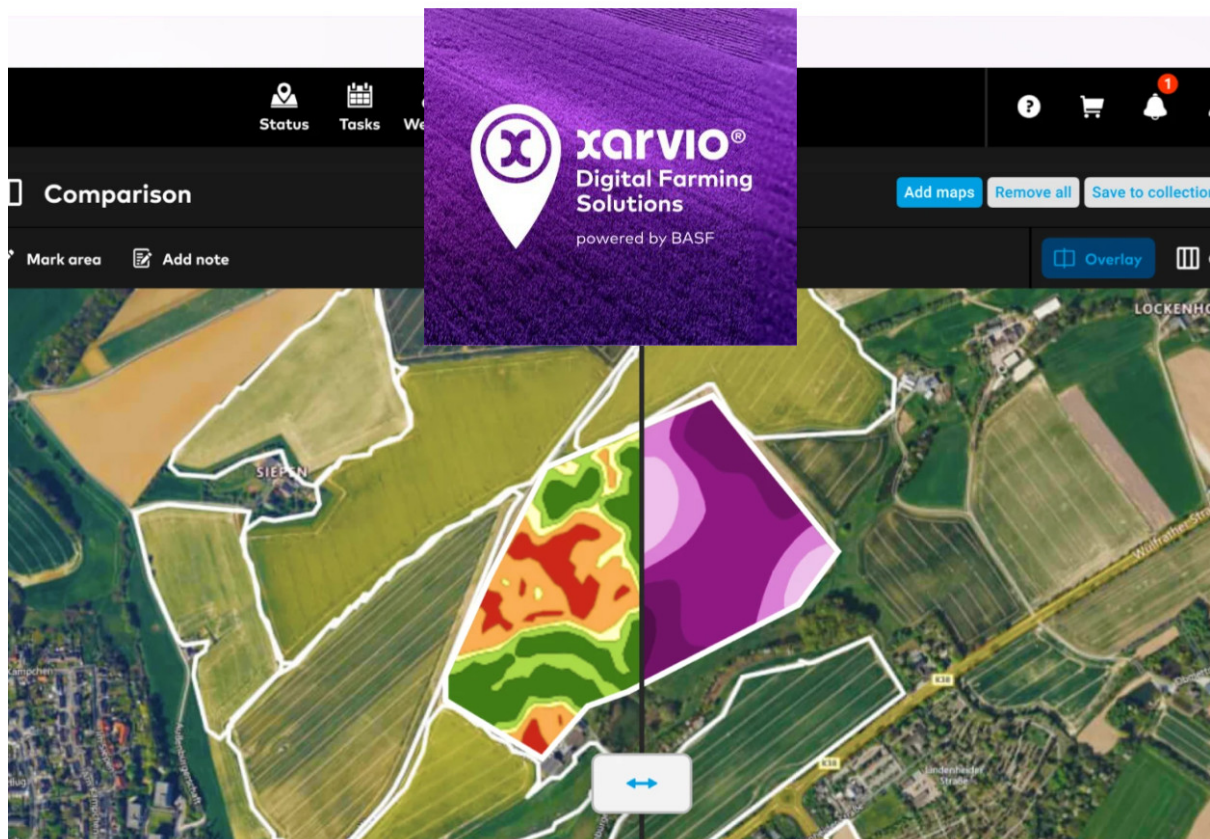 xarvio®
Digital Farming
Solutions
powered by BASF
Status
Tasks
1
Comparison
Add maps
Remove all
Save to collection
Mark area
Add note
Overlay
SIEPEN
K38
K38